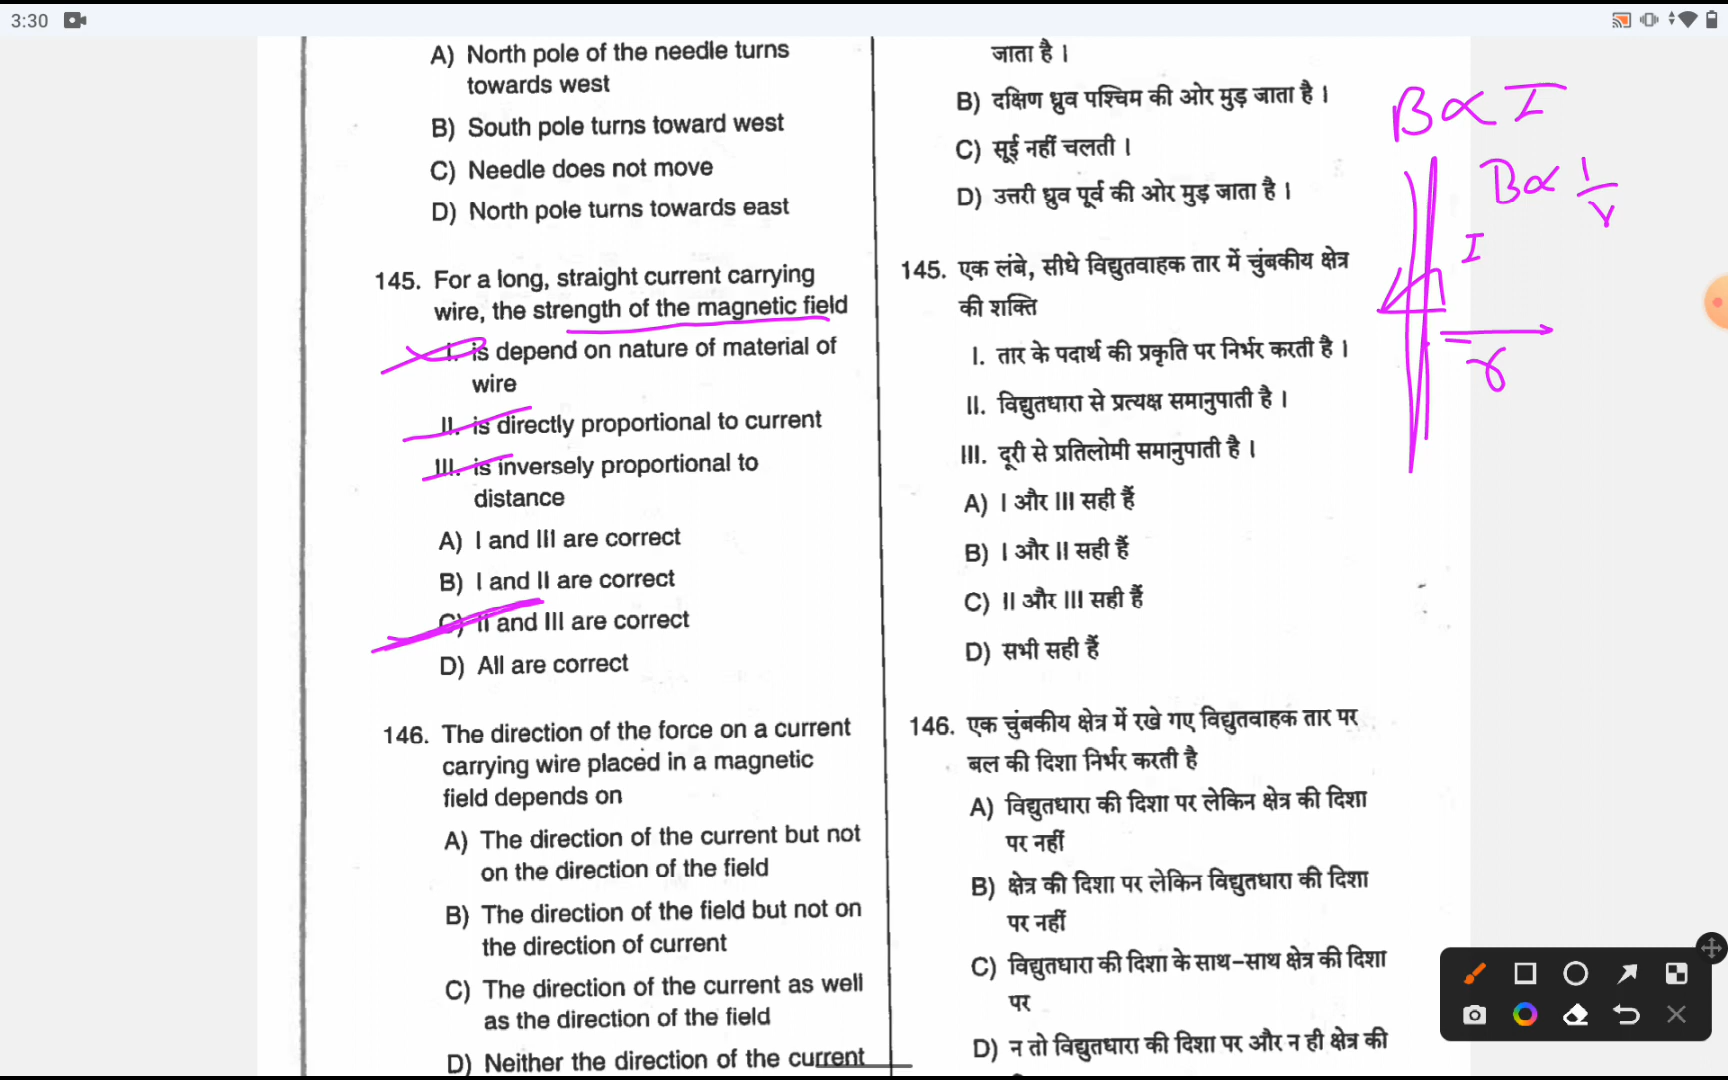 3:30
A) North pole of the needle turns
towards west
B) South pole turns toward west
C) Needle does not move
D) North pole turns towards east
145. For a long, straight current carrying
wire, the strength of the magnetic field
I. is depend on nature of material of
wire
II. is directly proportional to current
III. is inversely proportional to
distance
A) I and III are correct
B) I and II are correct
C) II and III are correct
D) All are correct
146. The direction of the force on a current
carrying wire placed in a magnetic
field depends on
A) The direction of the current but not
on the direction of the field
B) The direction of the field but not on
the direction of current
C) The direction of the current as well
as the direction of the field
D) Neither the direction of the current
जाता है ।
B) दक्षिण ध्रुव पश्चिम की ओर मुड़ जाता है ।
C) सूई नहीं चलती ।
D) उत्तरी ध्रुव पूर्व की ओर मुड़ जाता है ।
145. एक लंबे, सीधे विद्युतवाहक तार में चुंबकीय क्षेत्र
की शक्ति
I. तार के पदार्थ की प्रकृति पर निर्भर करती है ।
II. विद्युतधारा से प्रत्यक्ष समानुपाती है ।
III. दूरी से प्रतिलोमी समानुपाती है ।
A) I और III सही हैं
B) I और II सही हैं
C) II और III सही हैं
D) सभी सही हैं
146. एक चुंबकीय क्षेत्र में रखे गए विद्युतवाहक तार पर
बल की दिशा निर्भर करती है
A) विद्युतधारा की दिशा पर लेकिन क्षेत्र की दिशा
पर नहीं
B) क्षेत्र की दिशा पर लेकिन विद्युतधारा की दिशा
पर नहीं
C) विद्युतधारा की दिशा के साथ-साथ क्षेत्र की दिशा
पर
D) न तो विद्युतधारा की दिशा पर और न ही क्षेत्र की
B ∝ I
B ∝ 1/r
I
r